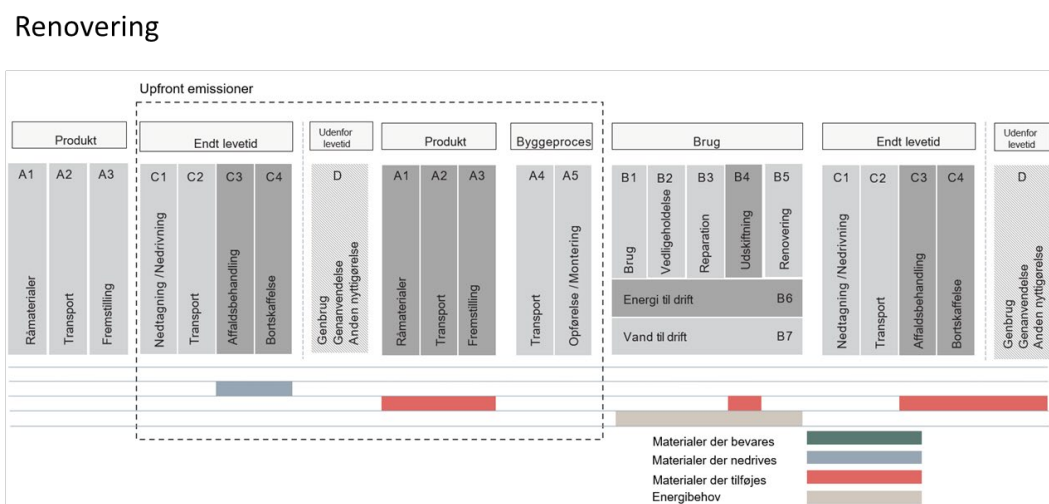 Renovering
Upfront emissioner
Produkt
Endt levetid
Udenfor
levetid
Produkt
Byggeproces
Brug
Endt levetid
Udenfor
levetid
A1
A2
A3
C1
C2
C3
C4
D
A1
A2
A3
A4
A5
B1
B2
B3
B4
B5
C1
C2
C3
C4
D
Råmaterialer
Transport
Fremstilling
Nedtagning / Nedrivning
Transport
Affaldsbehandling
Bortskaffelse
Genbrug
Genanvendelse
Anden nyttigørelse
Råmaterialer
Transport
Fremstilling
Transport
Opførelse / Montering
Brug
Vedligeholdelse
Reparation
Udskiftning
Renovering
Energi til drift B6
Vand til drift B7
Nedtagning / Nedrivning
Transport
Affaldsbehandling
Bortskaffelse
Genbrug
Genanvendelse
Anden nyttigørelse
Materialer der bevares
Materialer der nedrives
Materialer der tilføjes
Energibehov